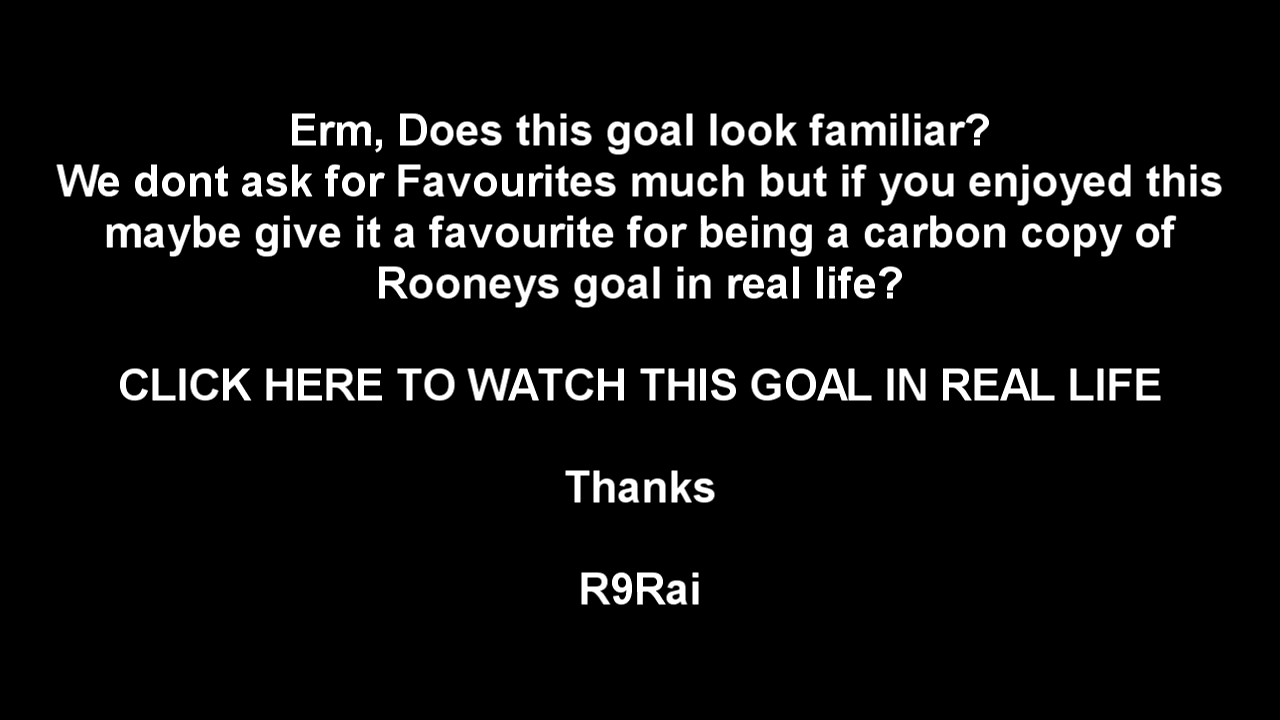 Erm, Does this goal look familiar?
We dont ask for Favourites much but if you enjoyed this
maybe give it a favourite for being a carbon copy of
Rooneys goal in real life?
CLICK HERE TO WATCH THIS GOAL IN REAL LIFE
Thanks
R9Rai